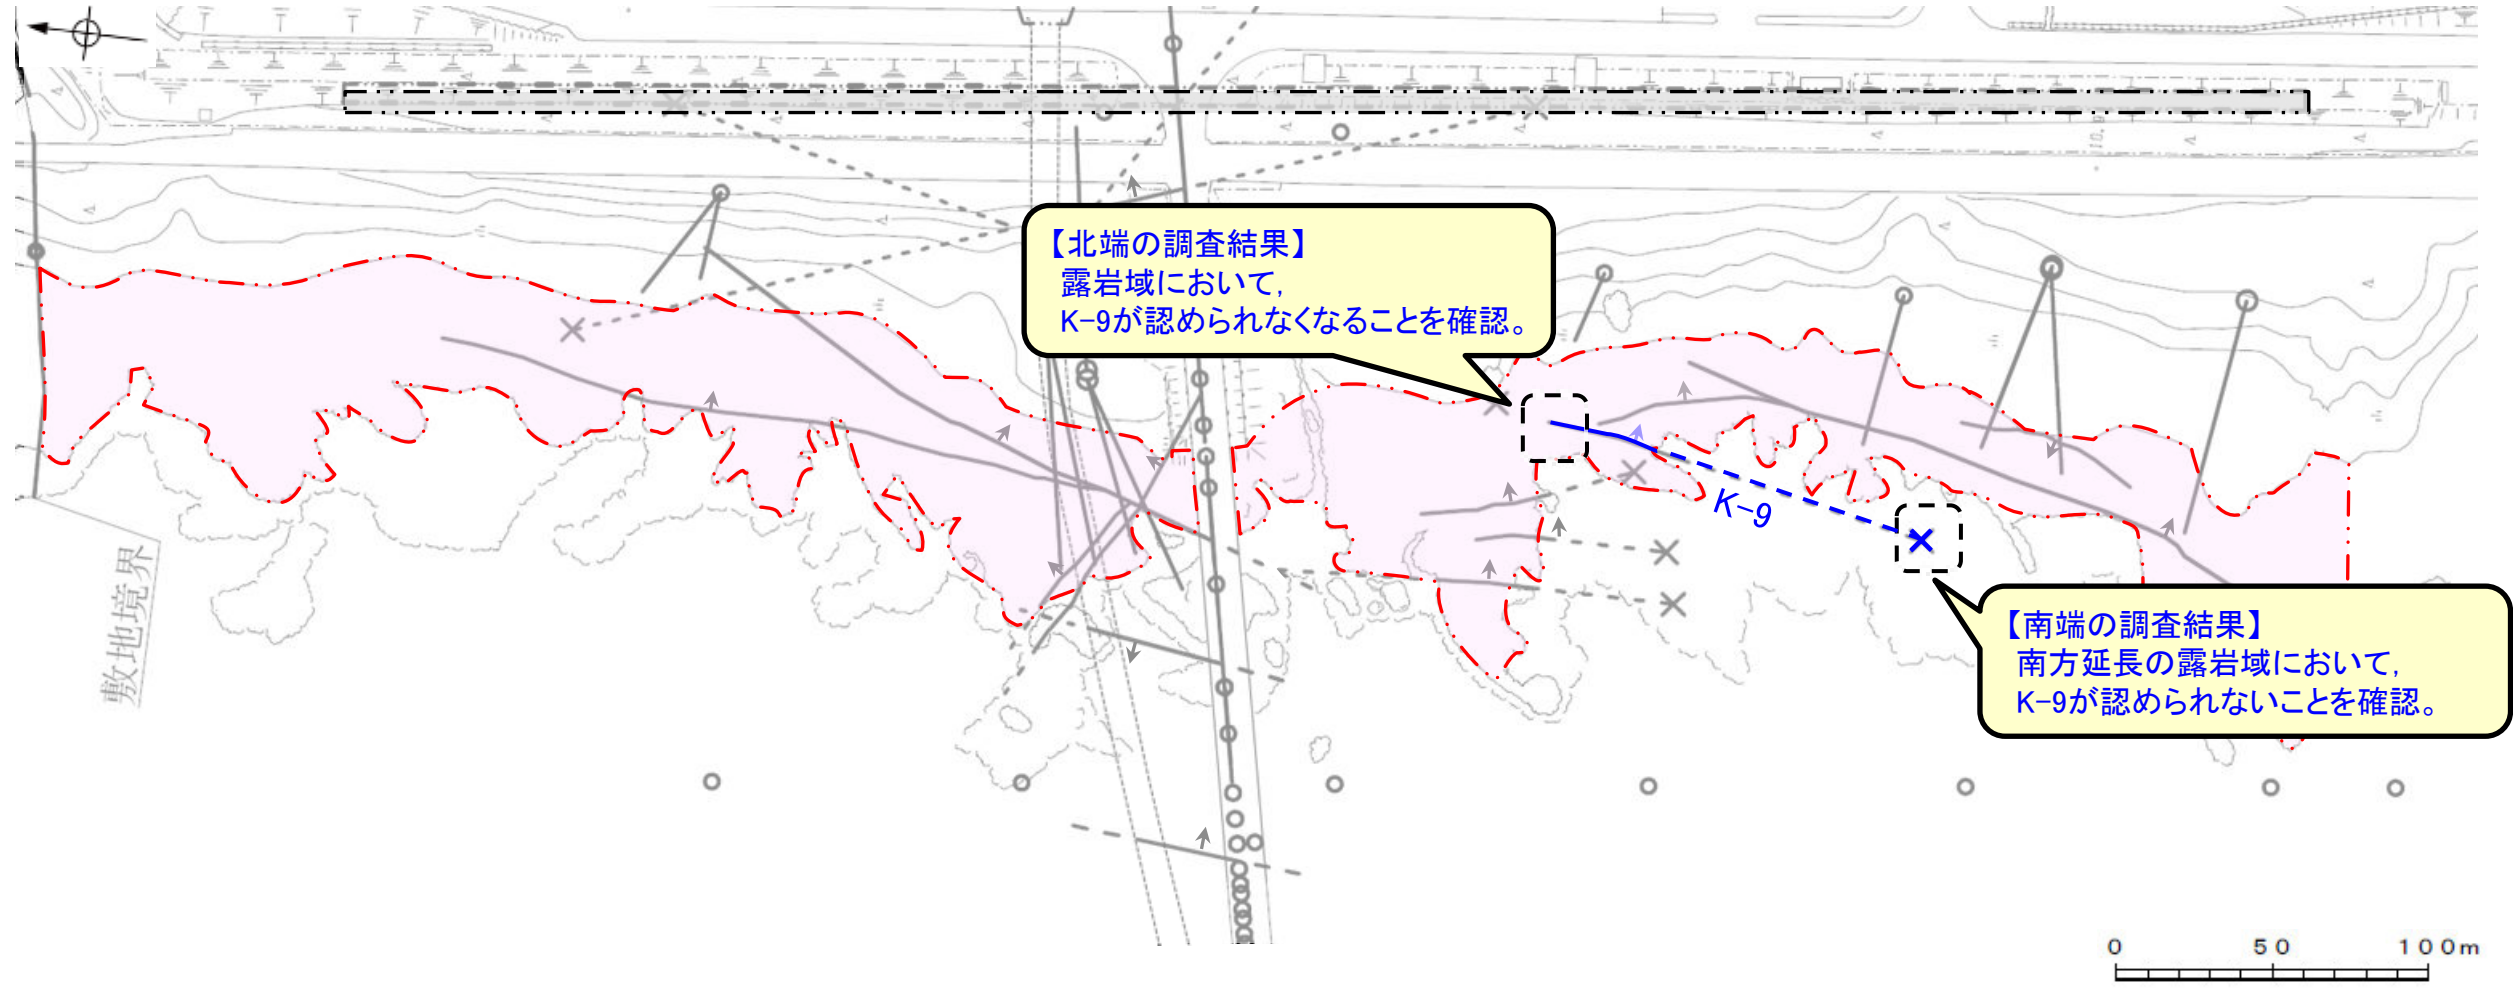 【北端の調査結果】
露岩域において,
K-9が認められなくなることを確認。
K-9
【南端の調査結果】
南方延長の露岩域において,
K-9が認められないことを確認。
敷地境界
0 50 100m